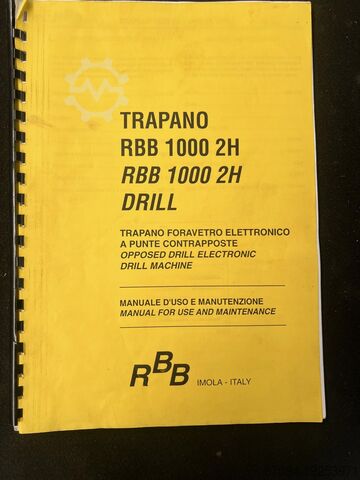 TRAPANO
RBB 1000 2H
RBB 1000 2H
DRILL
TRAPANO FORAVETRO ELETTRONICO
A PUNTE CONTRAPPOSTE
OPPOSED DRILL ELECTRONIC
DRILL MACHINE
MANUALE D'USO E MANUTENZIONE
MANUAL FOR USE AND MAINTENANCE
RBB IMOLA - ITALY